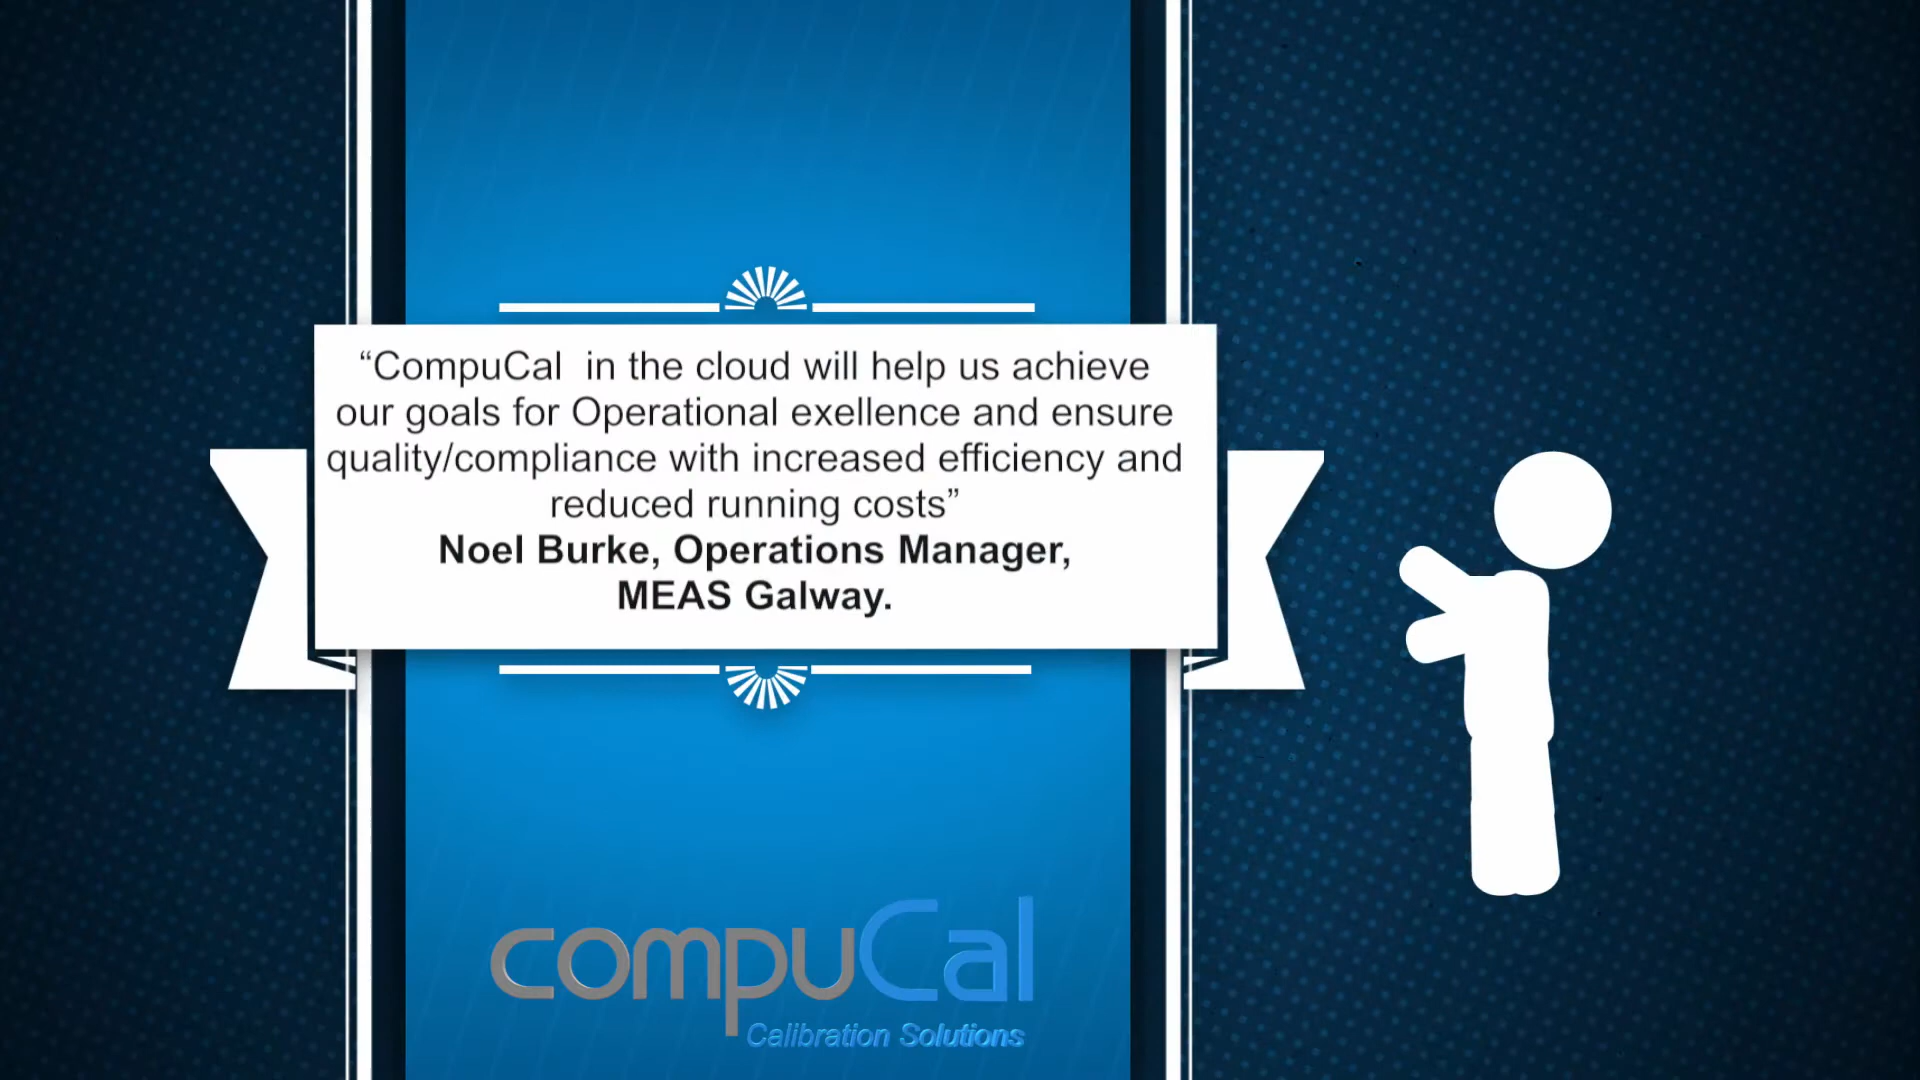 “CompuCal  in the cloud will help us achieve
our goals for Operational exellence and ensure
quality/compliance with increased efficiency and
reduced running costs”
Noel Burke, Operations Manager,
MEAS Galway.
compuCal
Calibration Solutions